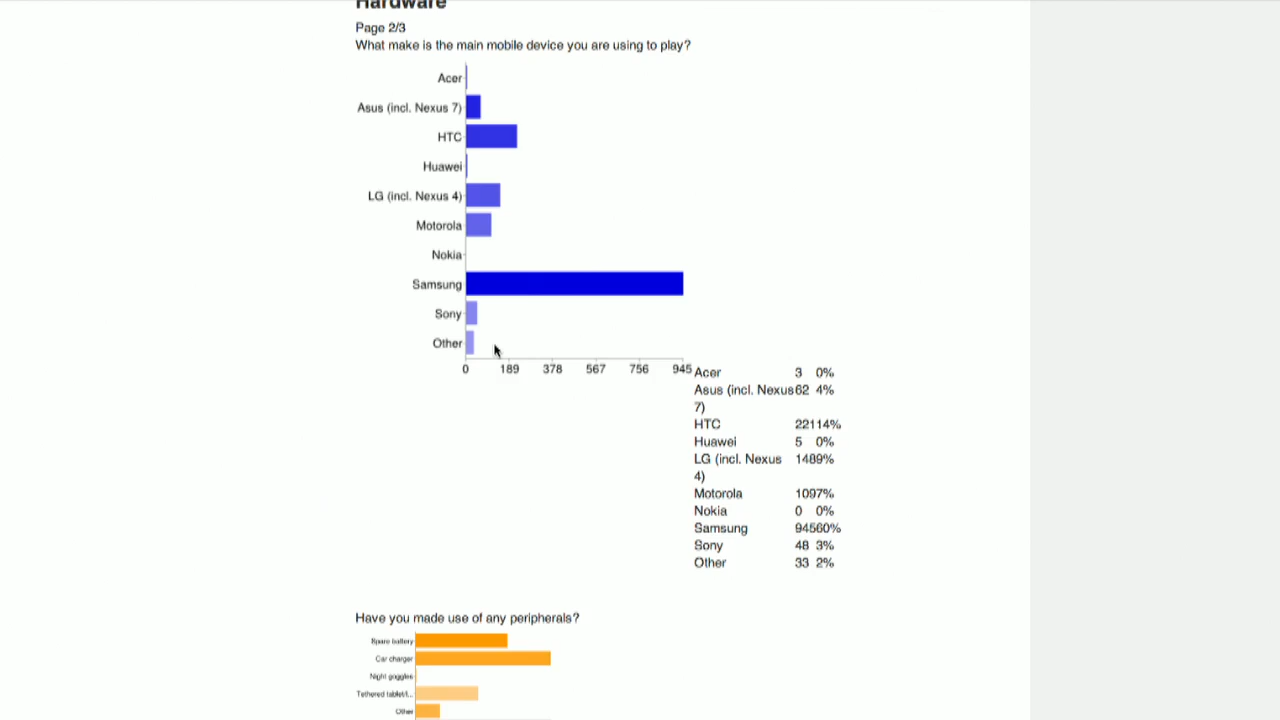 Hardware
Page 2/3
What make is the main mobile device you are using to play?
Acer
Asus (incl. Nexus 7)
HTC
Huawei
LG (incl. Nexus 4)
Motorola
Nokia
Samsung
Sony
Other
0 189 378 567 756 945
Acer 3 0%
Asus (incl. Nexus 62 4%
7)
HTC 221 14%
Huawei 5 0%
LG (incl. Nexus 148 9%
4)
Motorola 109 7%
Nokia 0 0%
Samsung 945 60%
Sony 48 3%
Other 33 2%
Have you made use of any peripherals?
Spare battery
Car charger
Night goggles
Tethered tablet/l...
Other